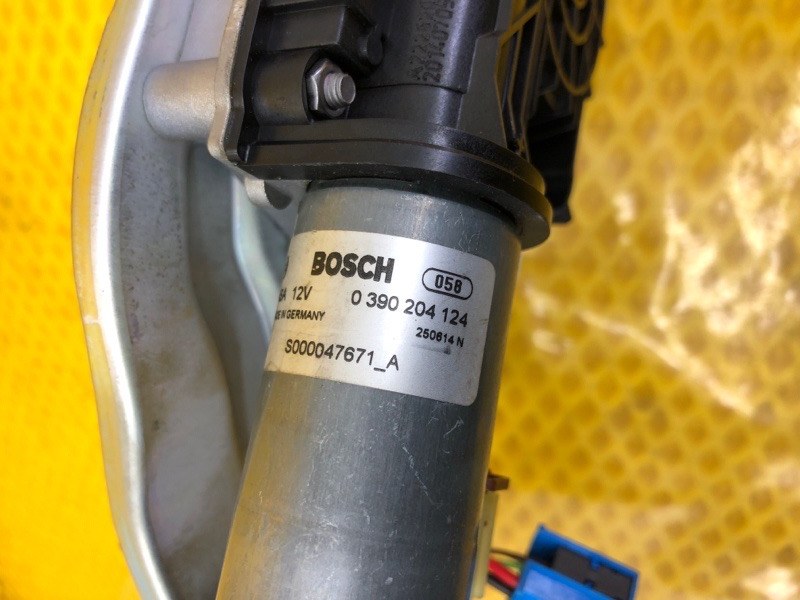 BOSCH 058
12V 0 390 204 124
IN GERMANY
250614 N
S000047671_A